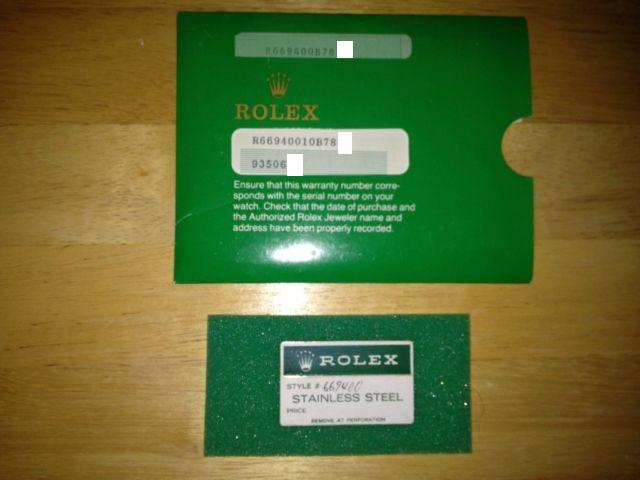 R669400B78
ROLEX
R66940010B78
93506
Ensure that this warranty number corre-
sponds with the serial number on your
watch. Check that the date of purchase and
the Authorized Rolex Jeweler name and
address have been properly recorded.
ROLEX
STYLE # 669400
STAINLESS STEEL
PRICE
REMOVE AT PERFORATION